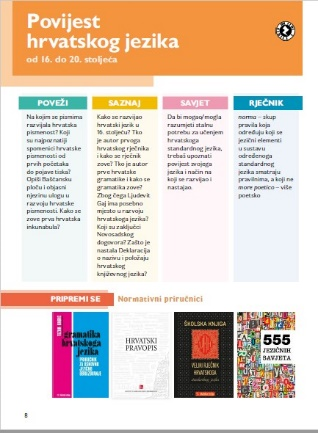 Povijest
hrvatskog jezika
od 16. do 20. stoljeća
POVEŽI
Na kojim se pismima
razvijala hrvatska
pismenost? Koji
su najpoznatiji
spomenici hrvatske
pismenosti od
prvih početaka
do pojave tiska?
Opiši Bašćansku
ploču i objasni
njezinu ulogu u
razvoju hrvatske
pismenosti. Kako se
zove prva hrvatska
inkunabula?
SAZNAJ
Kako se razvijao
hrvatski jezik u
16. stoljeću? Tko
je autor prvoga
hrvatskog rječnika
i kako se rječnik
zove? Tko je autor
prve hrvatske
gramatike i kako se
gramatika zove?
Zbog čega Ljudevit
Gaj ima posebno
mjesto u razvoju
hrvatskoga jezika?
Koji su zaključci
Novosadskog
dogovora? Zašto je
nastala Deklaracija
o nazivu i položaju
hrvatskog
književnog jezika?
SAVJET
Da bi mogao/mogla
razumjeti stalnu
potrebu za učenjem
hrvatskoga
standardnog jezika,
trebaš upoznati
povijest svojega
jezika i način na
koji se razvijao i
nastajao.
RJEČNIK
norma – skup
pravila koja
određuju koji se
jezični elementi
u sustavu
određenoga
standardnog
jezika smatraju
pravilnima, a koji ne
more poetico – više
poetsko
PRIPREMI SE
Normativni priručnici
gramatika
hrvatskoga
jezika
HRVATSKI
PRAVOPIS
ŠKOLSKA KNJIGA
VELIKI RJEČNIK
HRVATSKOGA
standardnog jezika
555
JEZIČNIH
SAVJETA
8